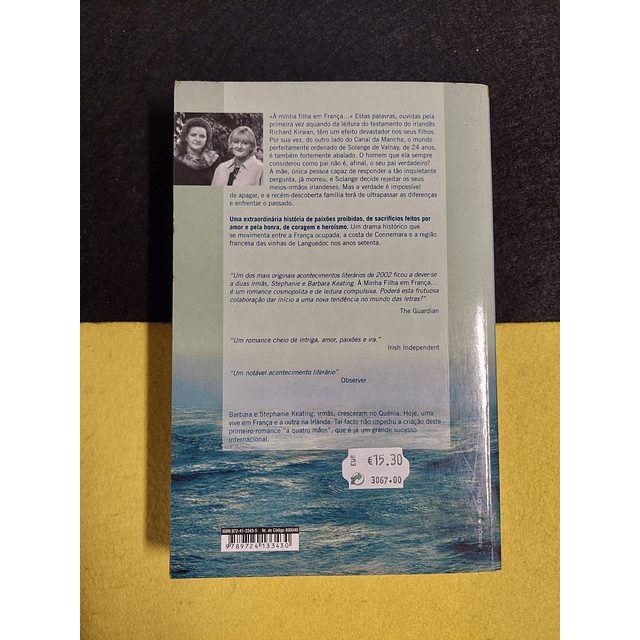 «À minha filha em França...» Estas palavras, ouvidas pela
primeira vez aquando da leitura do testamento do irlandês
Richard Kirwan, têm um efeito devastador nos seus filhos.
Por sua vez, do outro lado do Canal da Mancha, o mundo
perfeitamente ordenado de Solange de Valnay, de 24 anos,
é também fortemente abalado. O homem que ela sempre
considerou como pai não é, afinal, o seu pai verdadeiro?
A mãe, única pessoa capaz de responder a tão inquietante
pergunta, já morreu, e Solange decide rejeitar os seus
meios-irmãos irlandeses. Mas a verdade é impossível
de apagar, e a recém-descoberta família terá de ultrapassar as diferenças
e enfrentar o passado.
Uma extraordinária história de paixões proibidas, de sacrifícios feitos por
amor e pela honra, de coragem e heroísmo. Um drama histórico que
se movimenta entre a França ocupada, a costa de Connemara e a região
francesa das vinhas de Languedoc nos anos setenta.
"Um dos mais originais acontecimentos literários de 2002 ficou a dever-se
a duas irmãs, Stephanie e Barbara Keating. À Minha Filha em França...
é um romance cosmopolita e de leitura compulsiva. Poderá esta frutuosa
colaboração dar início a uma nova tendência no mundo das letras?"
The Guardian
"Um romance cheio de intriga, amor, paixões e ira."
Irish Independent
"Um notável acontecimento literário"
Observer
Barbara e Stephanie Keating, irmãs, cresceram no Quénia. Hoje, uma
vive em França e a outra na Irlanda. Tal facto não impediu a criação deste
primeiro romance "a quatro mãos", que é já um grande sucesso
internacional.
EUR €15.30
3067.00
ISBN 972-41-3343-5 Nr. de Código
9789724133430